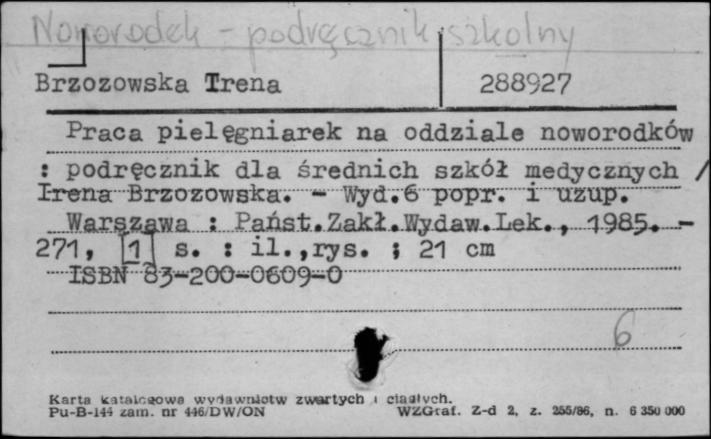 Noworodek - podręcznik szkolny
Brzozowska Trena 288927
Praca pielęgniarek na oddziale noworodków
: podręcznik dla średnich szkół medycznych /
Irena Brzozowska. - Wyd.6 popr. i uzup.
Warszawa : Państ.Zakł.Wydaw.Lek., 1985. -
271, [1] s. : il.,rys. ; 21 cm
ISBN 83-200-0609-0
6
Karta katalogowa wydawnictw zwartych i ciągłych.
Pu-B-144 zam. nr 446/DW/ON WZGraf. Z-d 2, z. 255/86, n. 6 350 000